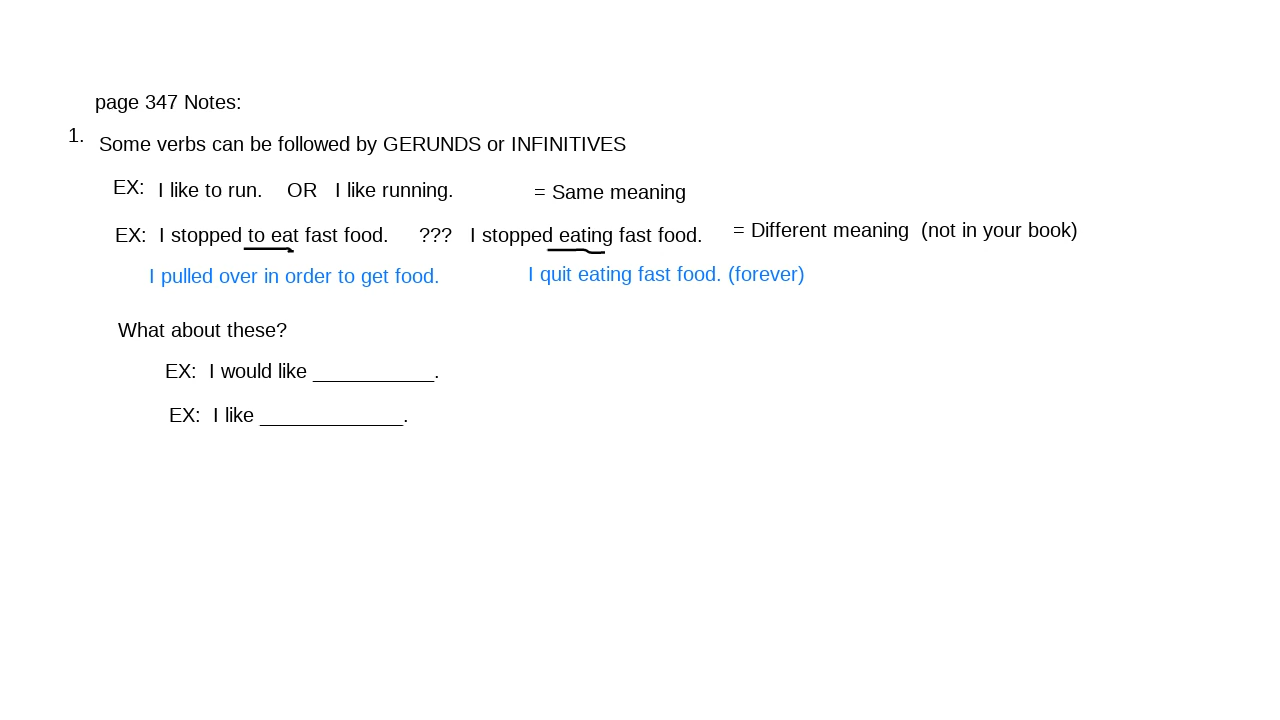 page 347 Notes:
1. Some verbs can be followed by GERUNDS or INFINITIVES
EX: I like to run. OR I like running. = Same meaning
EX: I stopped to eat fast food. ??? I stopped eating fast food. = Different meaning (not in your book)
I pulled over in order to get food. I quit eating fast food. (forever)
What about these?
EX: I would like ___________.
EX: I like _____________.